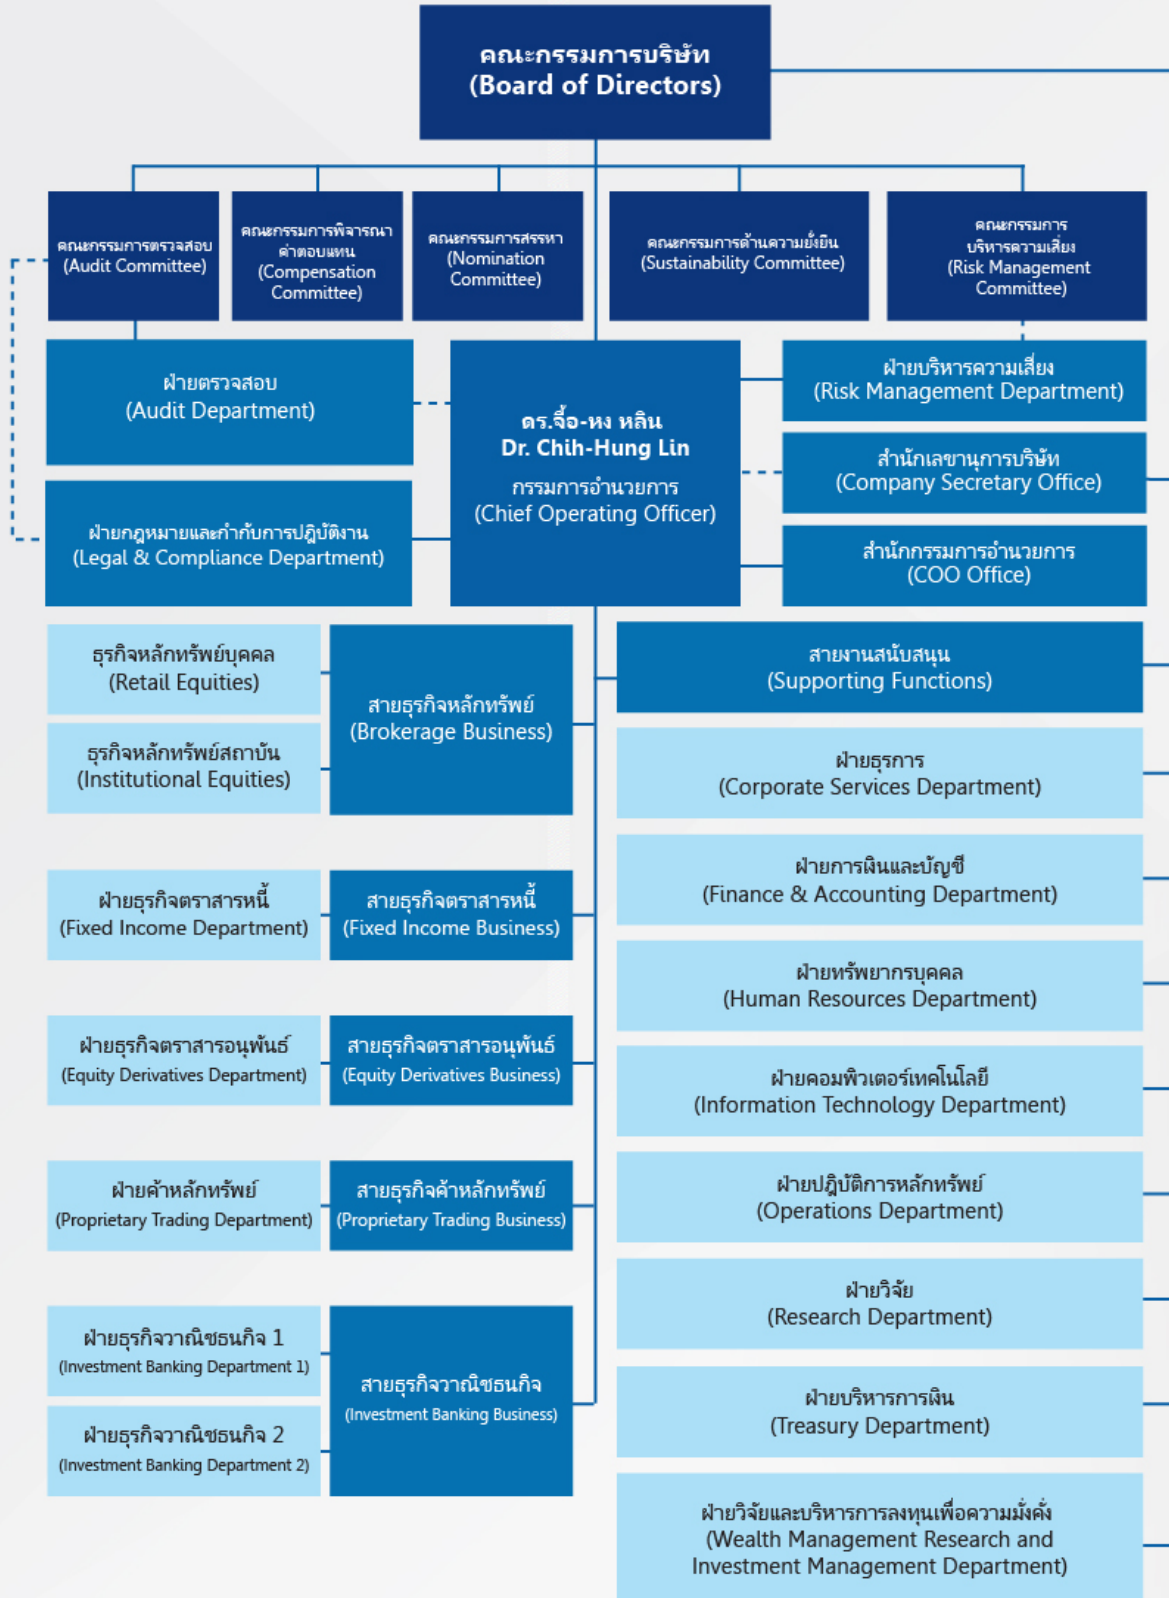 คณะกรรมการบริษัท
(Board of Directors)
คณะกรรมการตรวจสอบ
(Audit Committee)
คณะกรรมการพิจารณา
ค่าตอบแทน
(Compensation
Committee)
คณะกรรมการสรรหา
(Nomination
Committee)
คณะกรรมการด้านความยั่งยืน
(Sustainability Committee)
คณะกรรมการ
บริหารความเสี่ยง
(Risk Management
Committee)
ฝ่ายตรวจสอบ
(Audit Department)
ฝ่ายกฎหมายและกำกับการปฏิบัติงาน
(Legal & Compliance Department)
ดร.จื้อ-หง หลิน
Dr. Chih-Hung Lin
กรรมการอำนวยการ
(Chief Operating Officer)
ฝ่ายบริหารความเสี่ยง
(Risk Management Department)
สำนักเลขานุการบริษัท
(Company Secretary Office)
สำนักกรรมการอำนวยการ
(COO Office)
ธุรกิจหลักทรัพย์บุคคล
(Retail Equities)
ธุรกิจหลักทรัพย์สถาบัน
(Institutional Equities)
สายธุรกิจหลักทรัพย์
(Brokerage Business)
ฝ่ายธุรกิจตราสารหนี้
(Fixed Income Department)
สายธุรกิจตราสารหนี้
(Fixed Income Business)
ฝ่ายธุรกิจตราสารอนุพันธ์
(Equity Derivatives Department)
สายธุรกิจตราสารอนุพันธ์
(Equity Derivatives Business)
ฝ่ายค้าหลักทรัพย์
(Proprietary Trading Department)
สายธุรกิจค้าหลักทรัพย์
(Proprietary Trading Business)
ฝ่ายธุรกิจวาณิชธนกิจ 1
(Investment Banking Department 1)
ฝ่ายธุรกิจวาณิชธนกิจ 2
(Investment Banking Department 2)
สายธุรกิจวาณิชธนกิจ
(Investment Banking Business)
สายงานสนับสนุน
(Supporting Functions)
ฝ่ายธุรการ
(Corporate Services Department)
ฝ่ายการเงินและบัญชี
(Finance & Accounting Department)
ฝ่ายทรัพยากรบุคคล
(Human Resources Department)
ฝ่ายคอมพิวเตอร์เทคโนโลยี
(Information Technology Department)
ฝ่ายปฏิบัติการหลักทรัพย์
(Operations Department)
ฝ่ายวิจัย
(Research Department)
ฝ่ายบริหารการเงิน
(Treasury Department)
ฝ่ายวิจัยและบริหารการลงทุนเพื่อความมั่งคั่ง
(Wealth Management Research and
Investment Management Department)